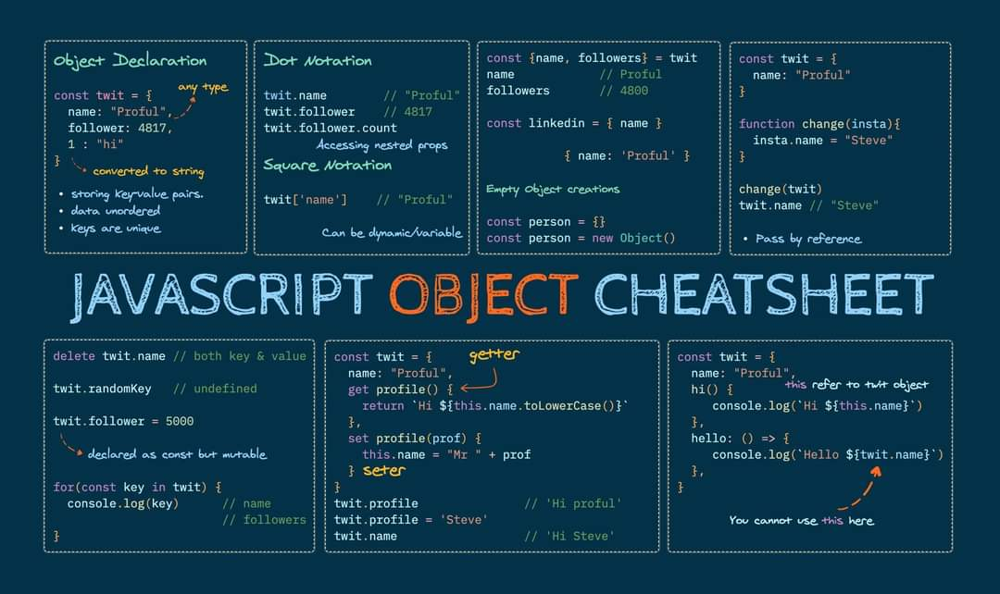 Object Declaration
const twit = {
any type
name: "Proful",
follower: 4817,
1 : "hi"
}
converted to string
• storing Key-value pairs.
• data unordered
• Keys are unique
Dot Notation
twit.name // "Proful"
twit.follower // 4817
twit.follower.count
Accessing nested props
Square Notation
twit['name'] // "Proful"
Can be dynamic/variable
const {name, followers} = twit
name // Proful
followers // 4800
const linkedin = { name }
{ name: 'Proful' }
Empty Object creations
const person = {}
const person = new Object()
const twit = {
name: "Proful"
}
function change(insta){
insta.name = "Steve"
}
change(twit)
twit.name // "Steve"
• Pass by reference
JAVASCRIPT OBJECT CHEATSHEET
delete twit.name // both key & value
twit.randomKey // undefined
twit.follower = 5000
declared as const but mutable
for(const key in twit) {
console.log(key) // name
// followers
}
const twit = {
getter
name: "Proful",
get profile() {
return `Hi ${this.name.toLowerCase()}`
},
set profile(prof) {
this.name = "Mr " + prof
} seter
}
twit.profile // 'Hi proful'
twit.profile = 'Steve'
twit.name // 'Hi Steve'
const twit = {
name: "Proful",
this refer to twit object
hi() {
console.log(`Hi ${this.name}`)
},
hello: () => {
console.log(`Hello ${twit.name}`)
},
}
You cannot use this here